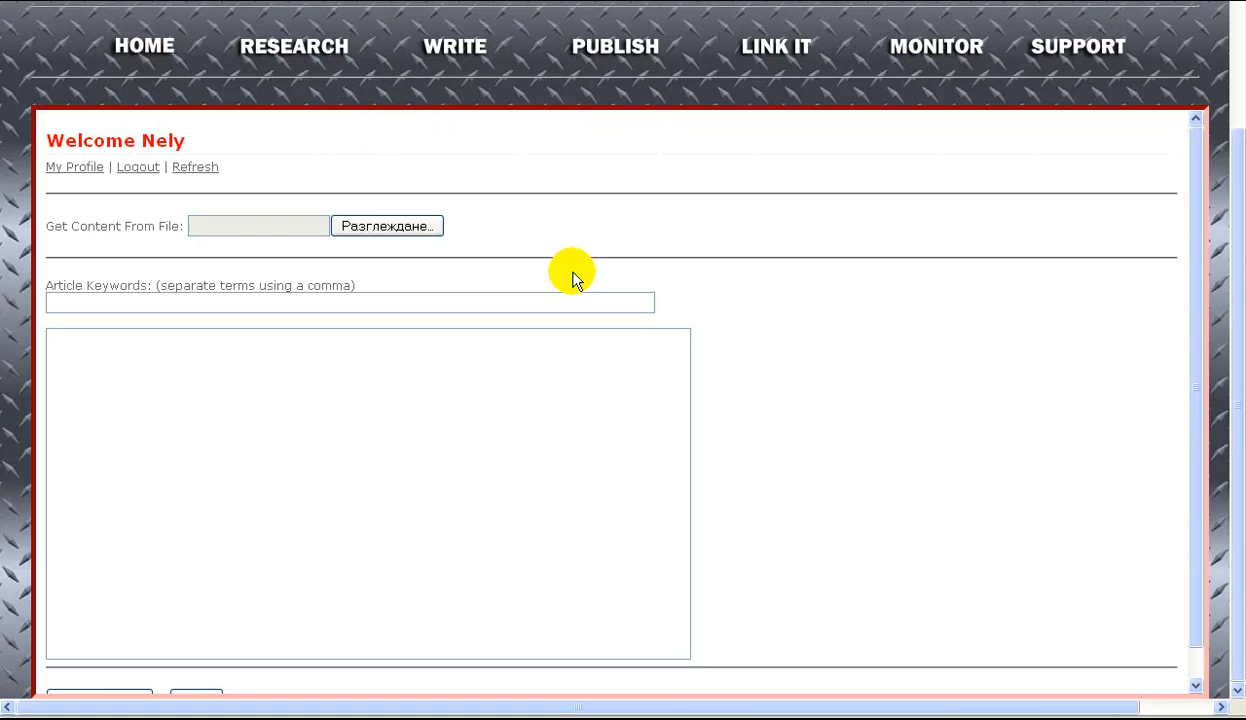 HOME RESEARCH WRITE PUBLISH LINK IT MONITOR SUPPORT
Welcome Nely
My Profile | Logout | Refresh
Get Content From File: Разглеждане...
Article Keywords: (separate terms using a comma)